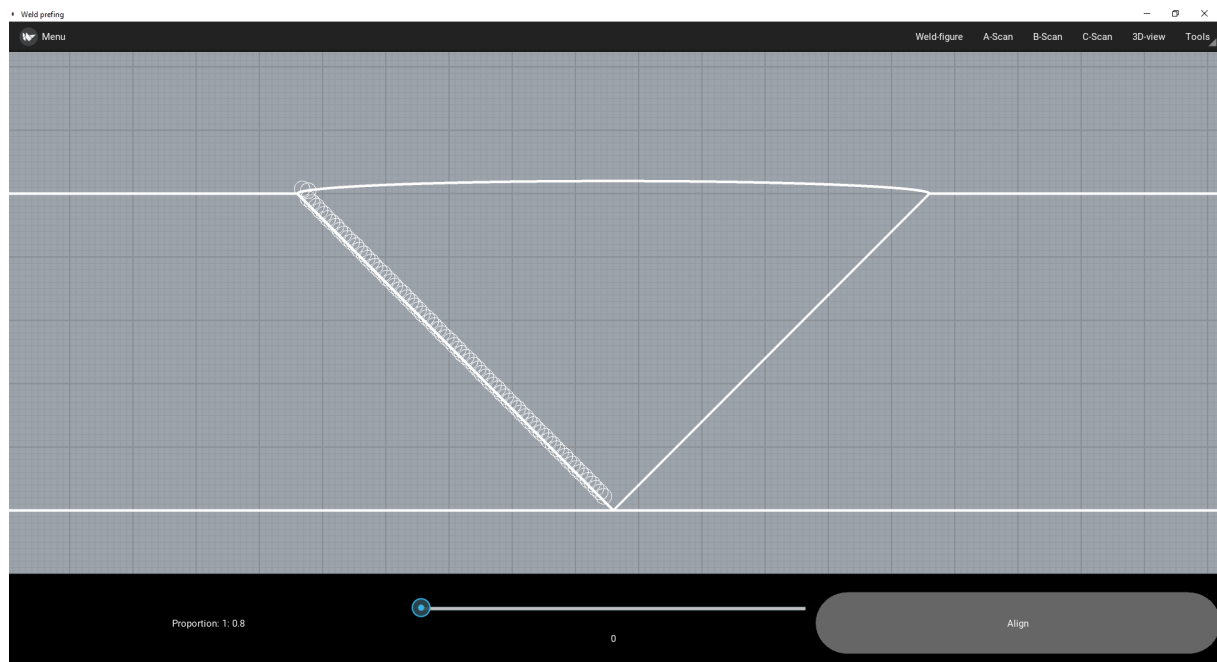 Weld prefing
Menu
Weld-figure A-Scan B-Scan C-Scan 3D-view Tools
Proportion: 1: 0.8
0
Align